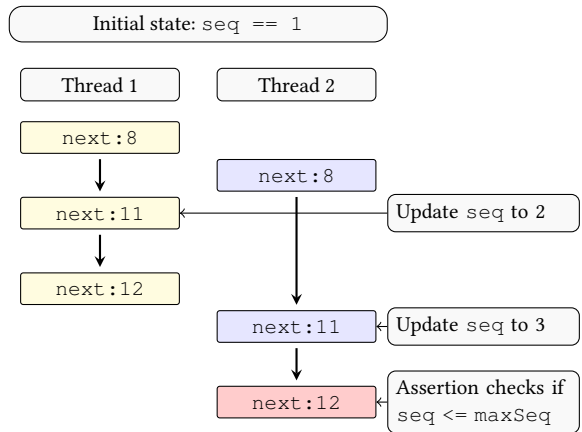 Initial state: seq == 1
Thread 1
Thread 2
next:8
next:8
next:11
Update seq to 2
next:12
next:11
Update seq to 3
next:12
Assertion checks if
seq <= maxSeq